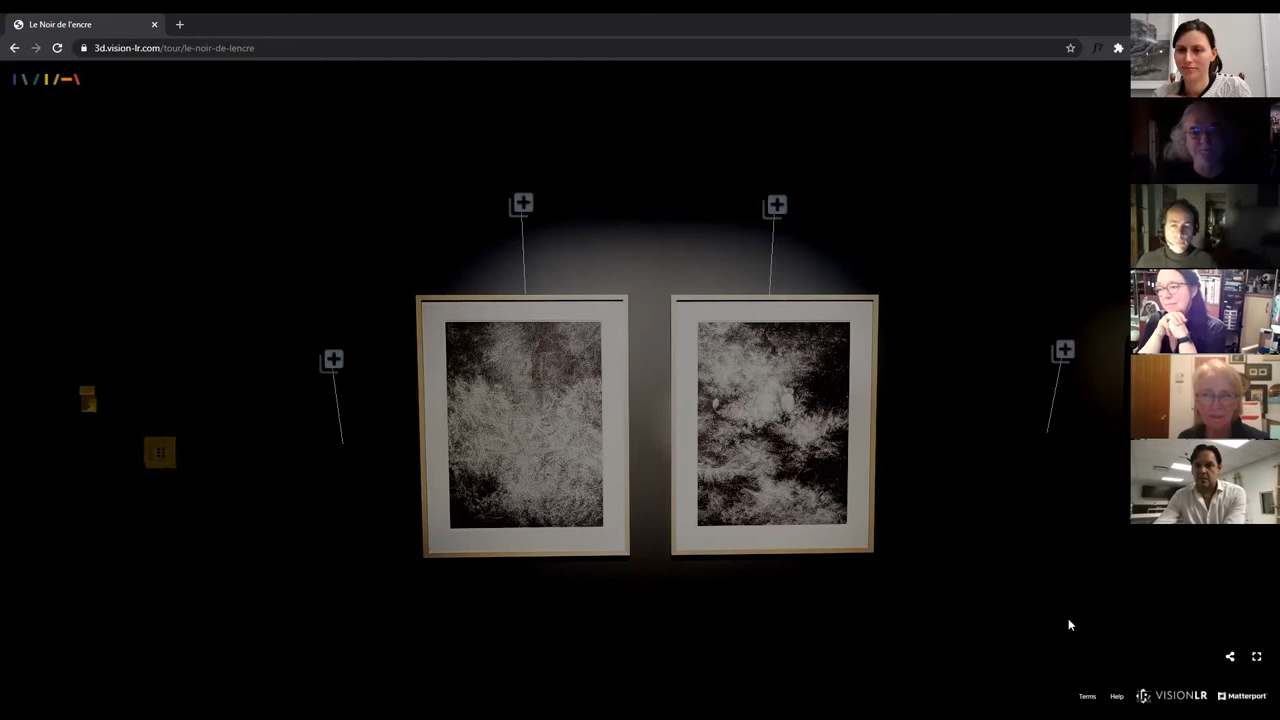 Le Noir de l'encre
3d.vision-lr.com/tour/le-noir-de-lencre
Terms
Help
VISIONLR
Matterport